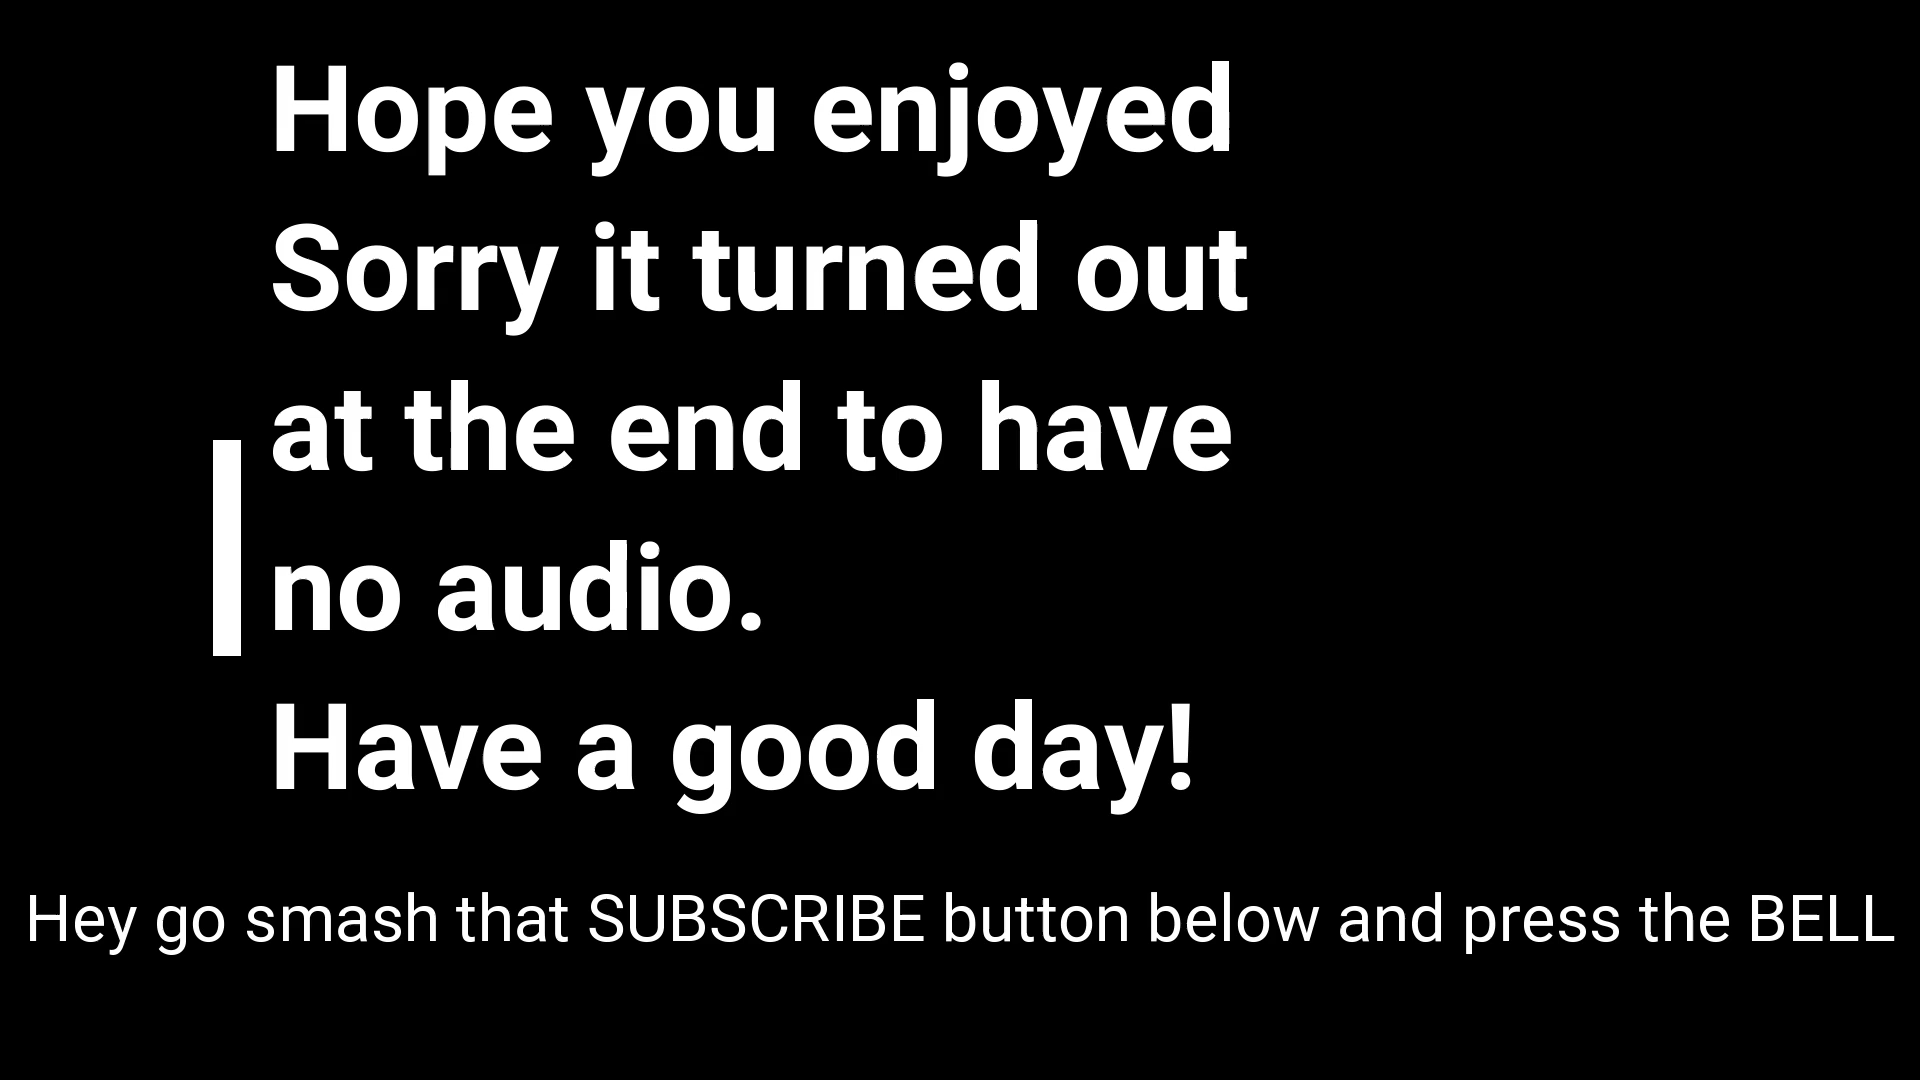 Hope you enjoyed
Sorry it turned out
at the end to have
no audio.
Have a good day!
Hey go smash that SUBSCRIBE button below and press the BELL